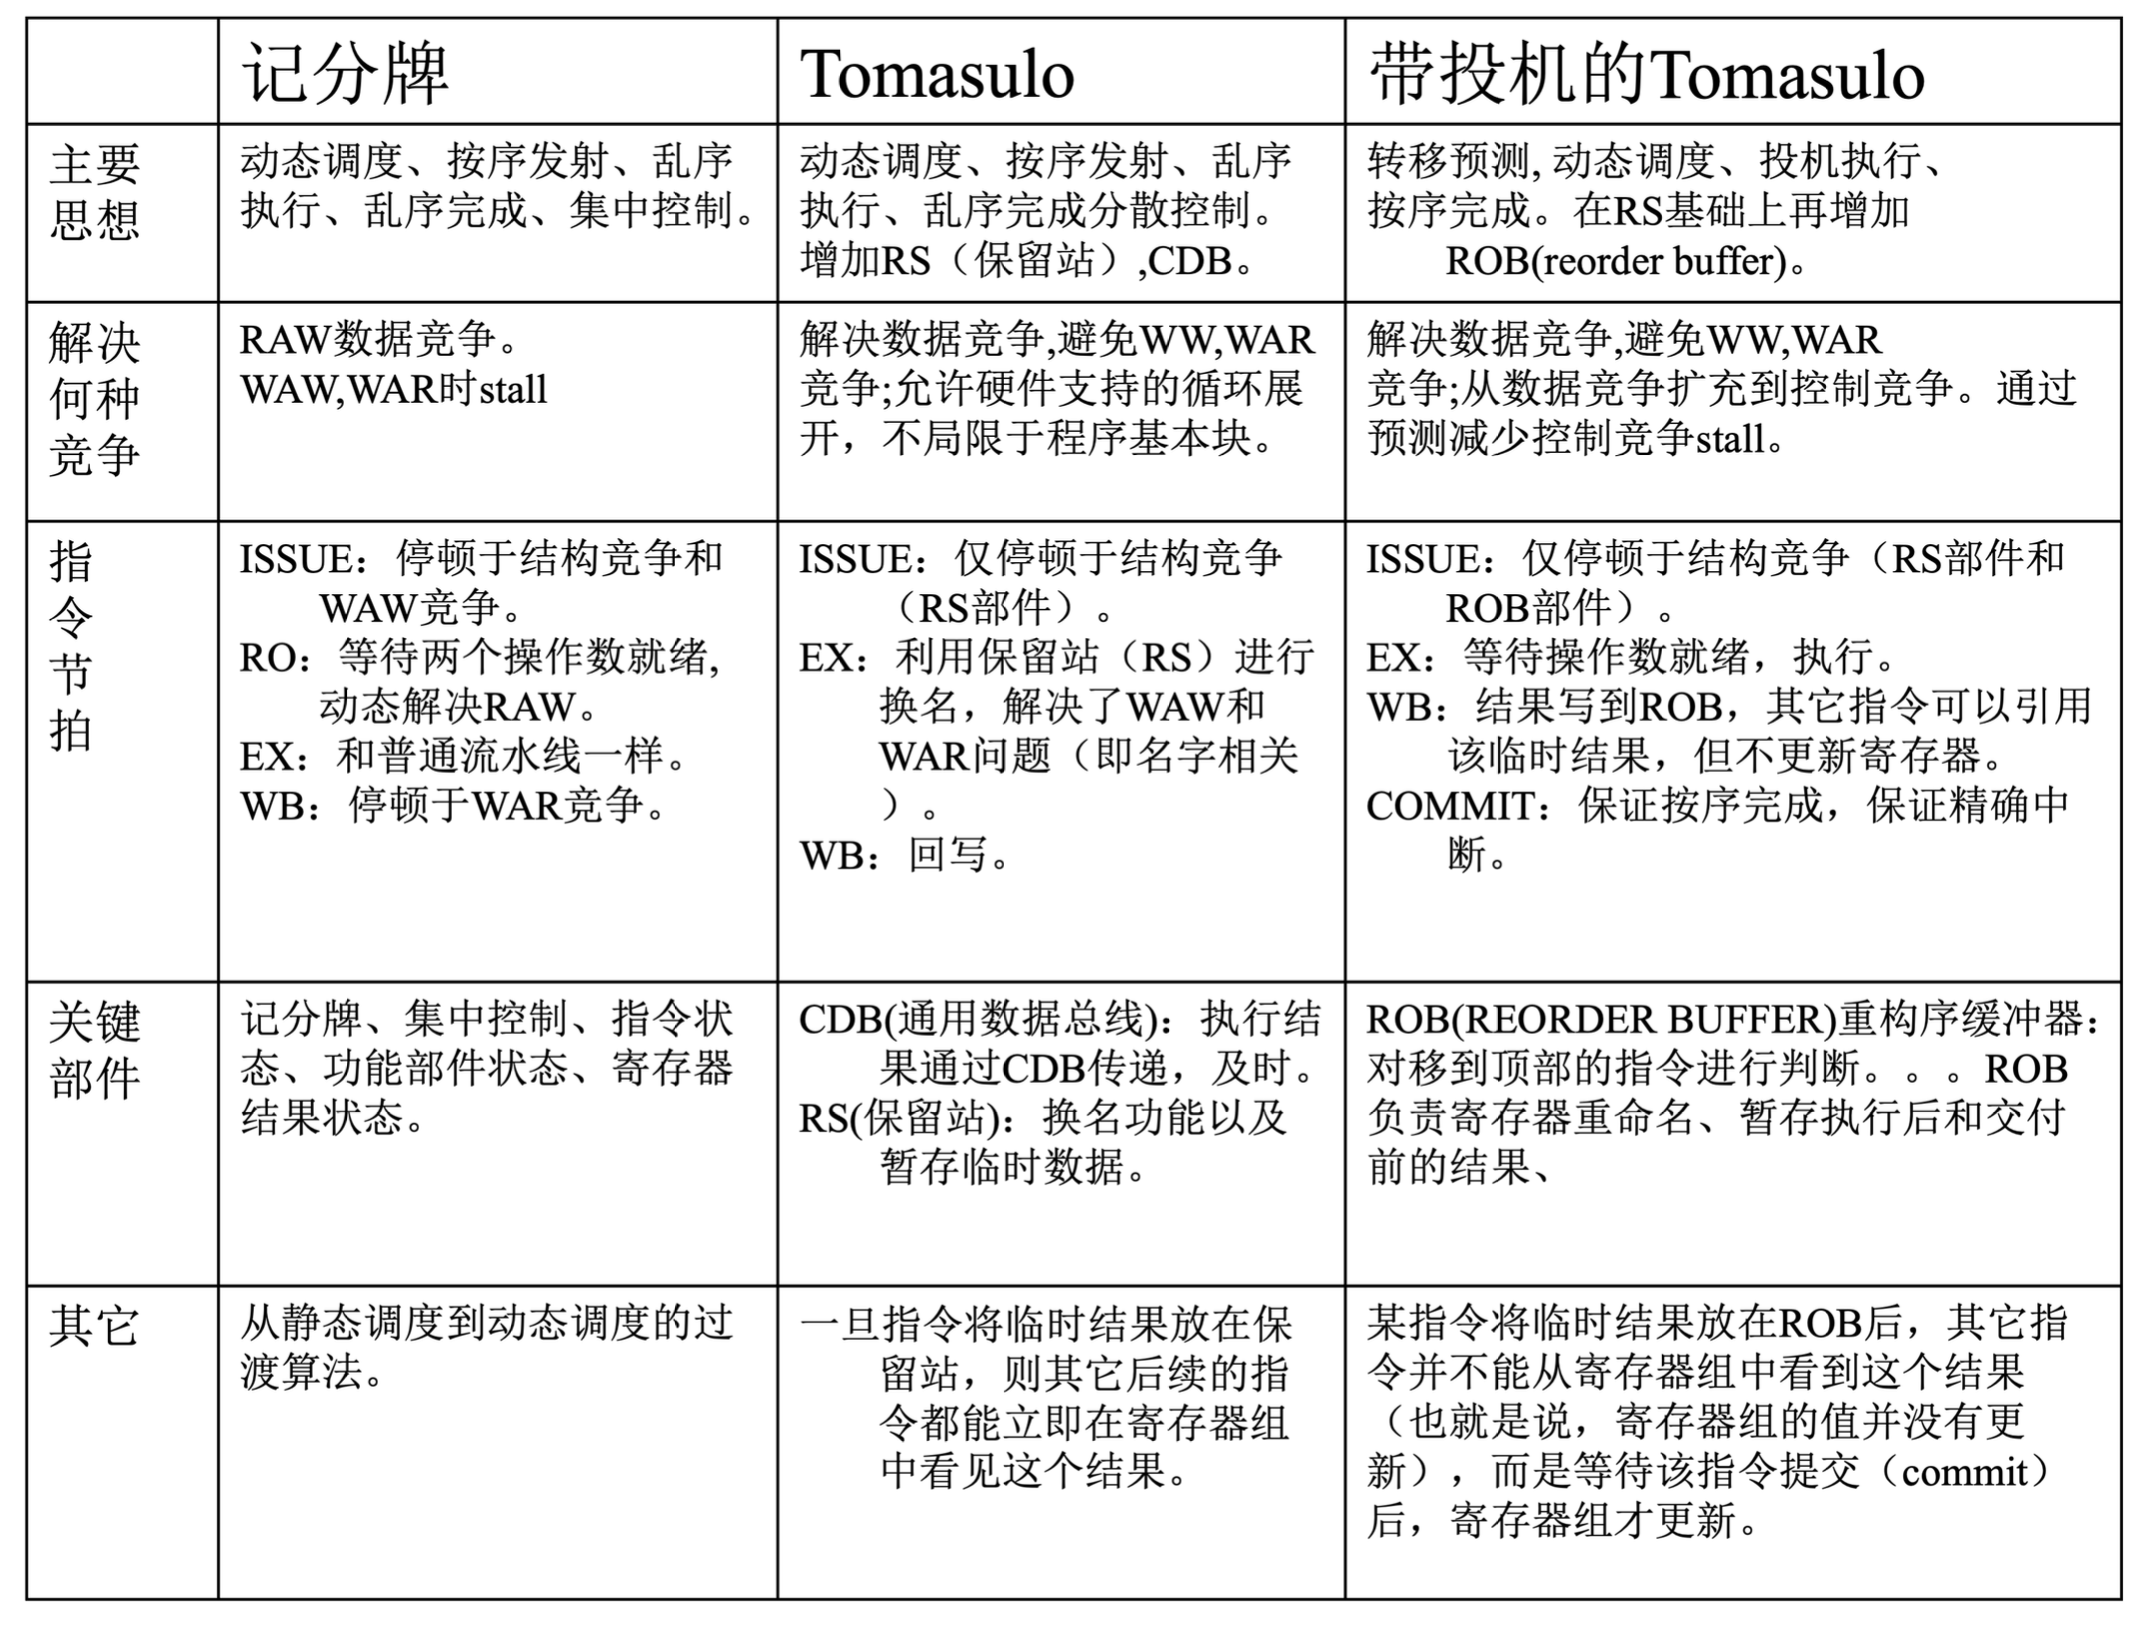 记分牌
Tomasulo
带投机的Tomasulo
主要
思想
动态调度、按序发射、乱序
执行、乱序完成、集中控制。
动态调度、按序发射、乱序
执行、乱序完成分散控制。
增加RS（保留站）,CDB。
转移预测, 动态调度、投机执行、
按序完成。在RS基础上再增加
ROB(reorder buffer)。
解决
何种
竞争
RAW数据竞争。
WAW,WAR时stall
解决数据竞争,避免WW,WAR
竞争;允许硬件支持的循环展
开，不局限于程序基本块。
解决数据竞争,避免WW,WAR
竞争;从数据竞争扩充到控制竞争。通过
预测减少控制竞争stall。
指
令
节
拍
ISSUE：停顿于结构竞争和
WAW竞争。
RO：等待两个操作数就绪,
动态解决RAW。
EX：和普通流水线一样。
WB：停顿于WAR竞争。
ISSUE：仅停顿于结构竞争
（RS部件）。
EX：利用保留站（RS）进行
换名，解决了WAW和
WAR问题（即名字相关
）。
WB：回写。
ISSUE：仅停顿于结构竞争（RS部件和
ROB部件）。
EX：等待操作数就绪，执行。
WB：结果写到ROB，其它指令可以引用
该临时结果，但不更新寄存器。
COMMIT：保证按序完成，保证精确中
断。
关键
部件
记分牌、集中控制、指令状
态、功能部件状态、寄存器
结果状态。
CDB(通用数据总线)：执行结
果通过CDB传递，及时。
RS(保留站)：换名功能以及
暂存临时数据。
ROB(REORDER BUFFER)重构序缓冲器：
对移到顶部的指令进行判断。。。ROB
负责寄存器重命名、暂存执行后和交付
前的结果、
其它
从静态调度到动态调度的过
渡算法。
一旦指令将临时结果放在保
留站，则其它后续的指
令都能立即在寄存器组
中看见这个结果。
某指令将临时结果放在ROB后，其它指
令并不能从寄存器组中看到这个结果
（也就是说，寄存器组的值并没有更
新），而是等待该指令提交（commit）
后，寄存器组才更新。